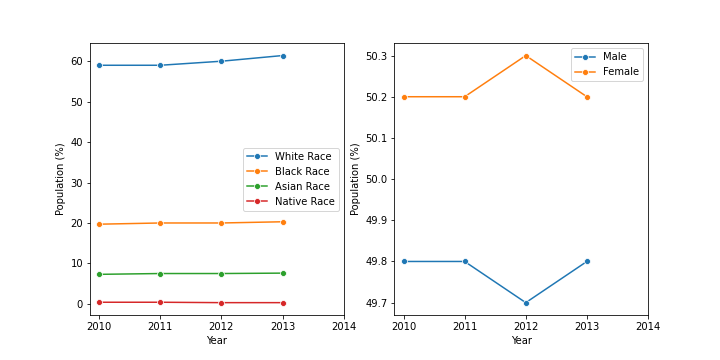 60
50
40
30
20
10
0
Population (%)
White Race
Black Race
Asian Race
Native Race
2010 2011 2012 2013 2014
Year
50.3
50.2
50.1
50.0
49.9
49.8
49.7
Population (%)
Male
Female
2010 2011 2012 2013 2014
Year